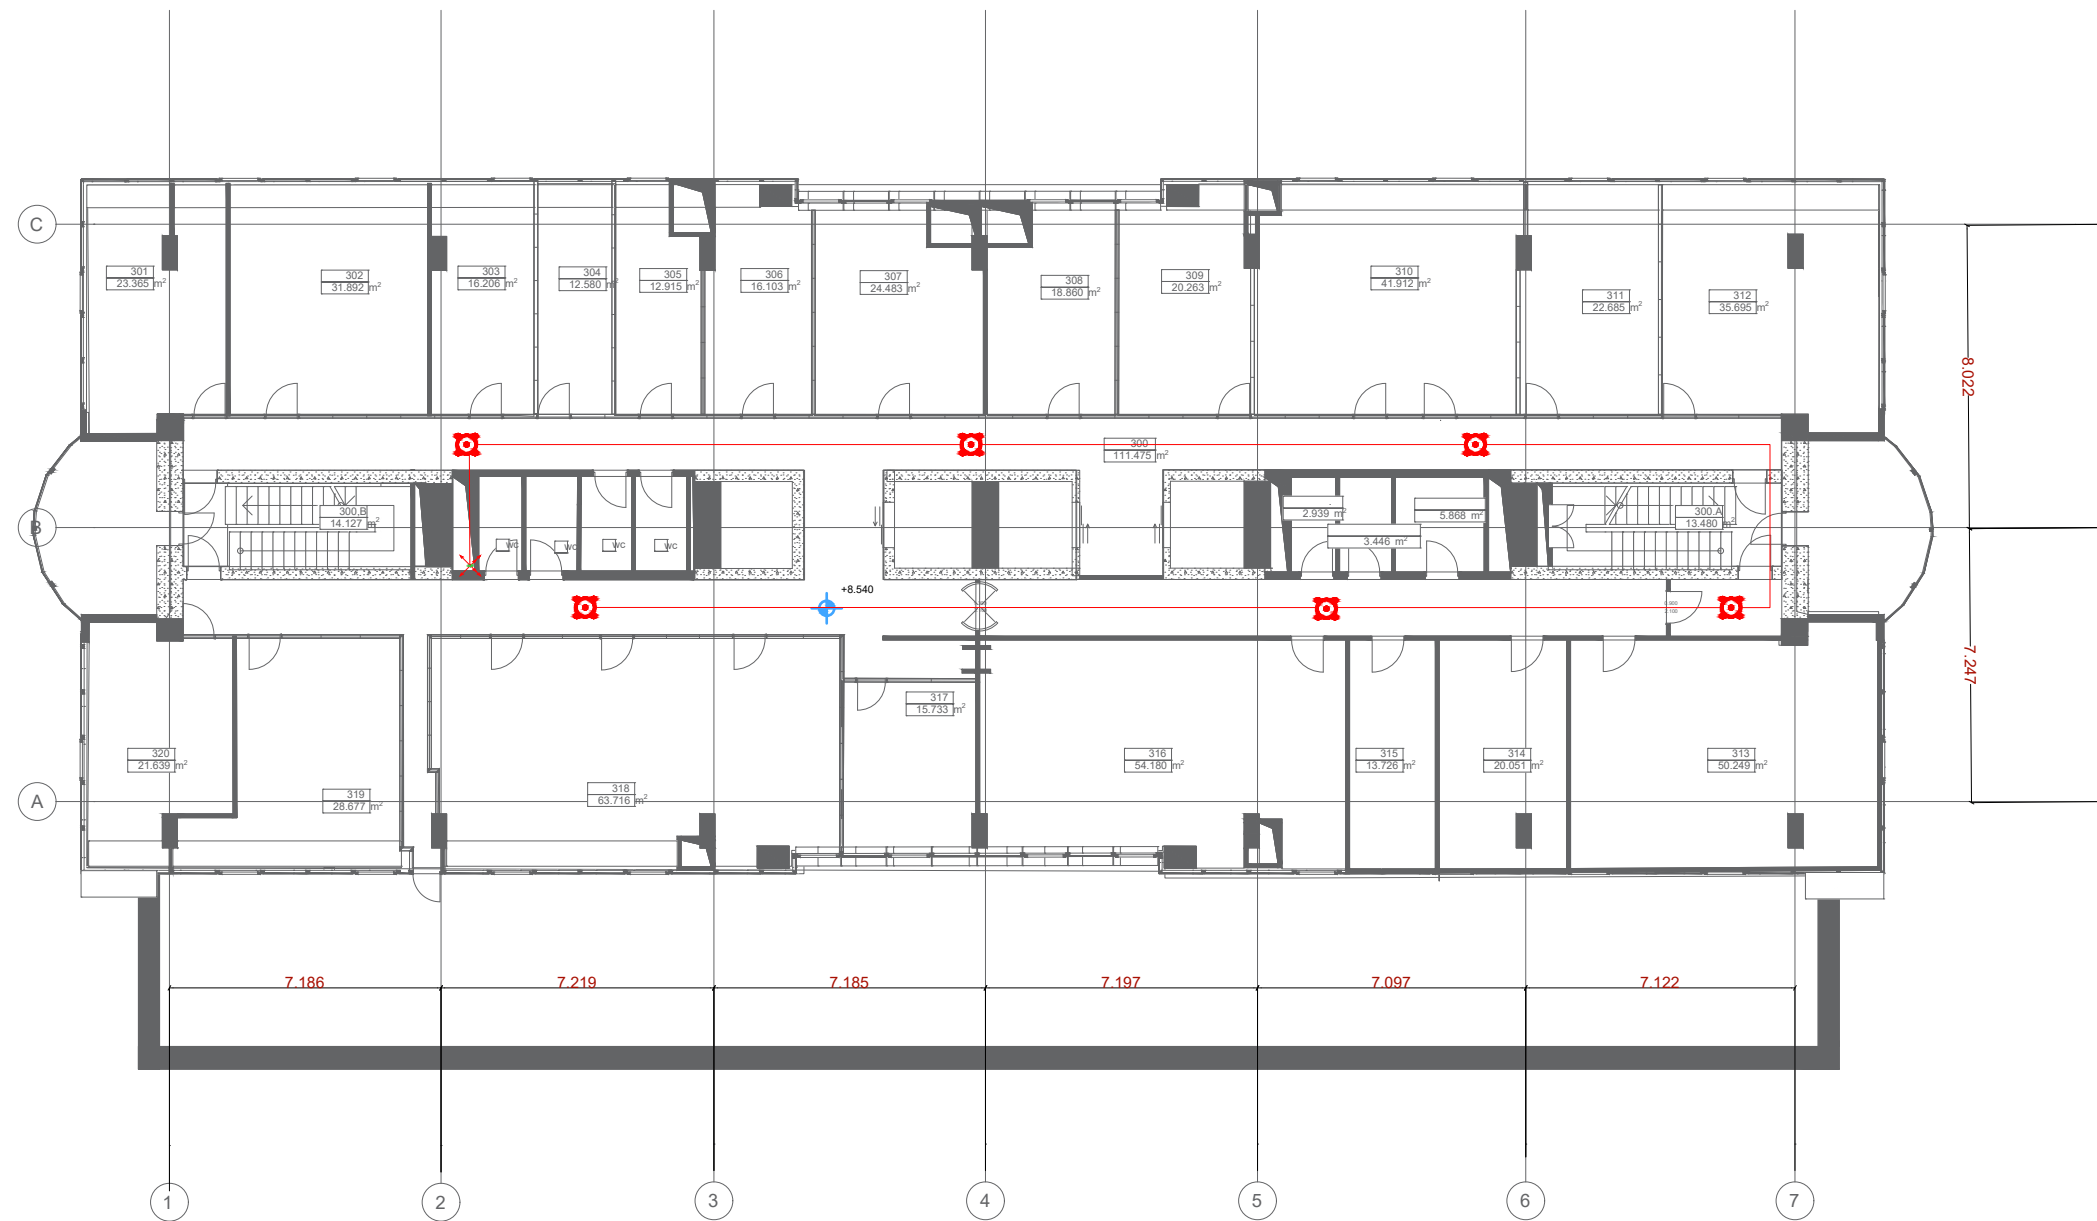 C
301
23.365 m²
302
31.892 m²
303
16.206 m²
304
12.580 m²
305
12.915 m²
306
16.103 m²
307
24.483 m²
308
18.860 m²
309
20.263 m²
310
41.912 m²
311
22.685 m²
312
35.695 m²
8.022
300
111.475 m²
B
300.B
14.127 m²
WC
WC
WC
WC
2.939 m²
3.446 m²
5.868 m²
300.A
13.480 m²
+8.540
7.247
320
21.639 m²
319
28.677 m²
318
63.716 m²
317
15.733 m²
316
54.180 m²
315
13.726 m²
314
20.051 m²
313
50.249 m²
A
7.186
7.219
7.185
7.197
7.097
7.122
1
2
3
4
5
6
7